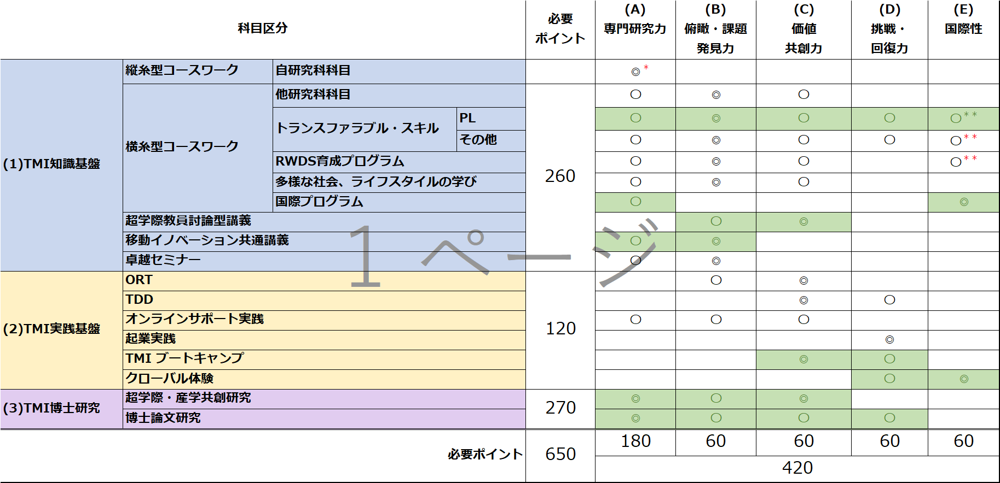 科目区分 必要ポイント (A)専門研究力 (B)俯瞰・課題発見力 (C)価値共創力 (D)挑戦・回復力 (E)国際性
縦糸型コースワーク 自研究科科目 ◎*
他研究科科目 〇 ◎ 〇
トランスファラブル・スキル PL 〇 ◎ 〇 〇 〇**
その他 〇 ◎ 〇 〇 〇**
横糸型コースワーク
(1)TMI知識基盤
RWDS育成プログラム 〇 ◎ 〇 〇**
260
多様な社会、ライフスタイルの学び 〇 ◎ 〇
国際プログラム 〇 ◎
超学際教員討論型講義 〇 ◎
移動イノベーション共通講義 〇 ◎
卓越セミナー 〇 ◎
1 ページ
ORT 〇 ◎
TDD ◎ 〇
オンラインサポート実践 〇 〇 〇
(2)TMI実践基盤 120
起業実践 ◎
TMI ブートキャンプ ◎ 〇
クローバル体験 〇 ◎
超学際・産学共創研究 ◎ 〇 ◎
(3)TMI博士研究 270
博士論文研究 ◎ 〇 〇 〇
必要ポイント 650 180 60 60 60 60
420